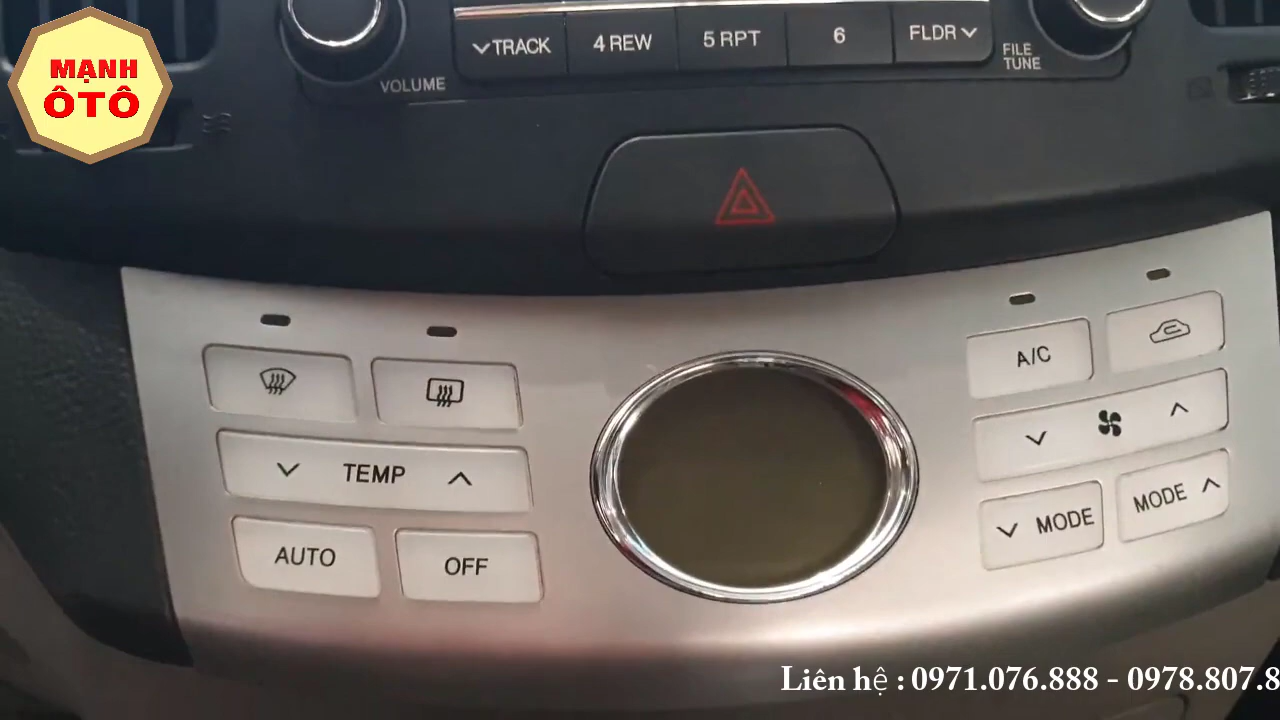 MẠNH
ÔTÔ
TRACK
4 REW
5 RPT
6
FLDR
VOLUME
FILE
TUNE
A/C
TEMP
MODE
MODE
AUTO
OFF
Liên hệ : 0971.076.888 - 0978.807.8